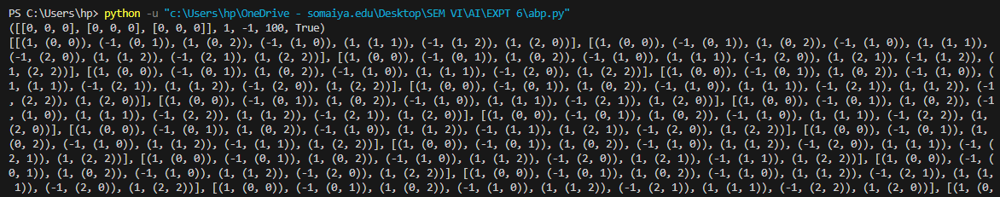 PS C:\Users\hp> python -u "c:\Users\hp\OneDrive - somaiya.edu\Desktop\SEM VI\AI\EXPT 6\abp.py"
([[0, 0, 0], [0, 0, 0], [0, 0, 0]], 1, -1, 100, True)
[[(1, (0, 0)), (-1, (0, 1)), (1, (0, 2)), (-1, (1, 0)), (1, (1, 1)), (-1, (1, 2)), (1, (2, 0))], [(1, (0, 0)), (-1, (0, 1)), (1, (0, 2)), (-1, (1, 0)), (1, (1, 1)),
(-1, (2, 0)), (1, (1, 2)), (-1, (2, 1)), (1, (2, 2))], [(1, (0, 0)), (-1, (0, 1)), (1, (0, 2)), (-1, (1, 0)), (1, (1, 1)), (-1, (2, 0)), (1, (2, 1)), (-1, (1, 2)), (
1, (2, 2))], [(1, (0, 0)), (-1, (0, 1)), (1, (0, 2)), (-1, (1, 0)), (1, (1, 1)), (-1, (2, 0)), (1, (2, 2))], [(1, (0, 0)), (-1, (0, 1)), (1, (0, 2)), (-1, (1, 0)), (
1, (1, 1)), (-1, (2, 1)), (1, (1, 2)), (-1, (2, 0)), (1, (2, 2))], [(1, (0, 0)), (-1, (0, 1)), (1, (0, 2)), (-1, (1, 0)), (1, (1, 1)), (-1, (2, 1)), (1, (1, 2)), (-1
, (2, 2)), (1, (2, 0))], [(1, (0, 0)), (-1, (0, 1)), (1, (0, 2)), (-1, (1, 0)), (1, (1, 1)), (-1, (2, 1)), (1, (2, 0))], [(1, (0, 0)), (-1, (0, 1)), (1, (0, 2)), (-1
, (1, 0)), (1, (1, 1)), (-1, (2, 2)), (1, (1, 2)), (-1, (2, 1)), (1, (2, 0))], [(1, (0, 0)), (-1, (0, 1)), (1, (0, 2)), (-1, (1, 0)), (1, (1, 1)), (-1, (2, 2)), (1,
(2, 0))], [(1, (0, 0)), (-1, (0, 1)), (1, (0, 2)), (-1, (1, 0)), (1, (1, 2)), (-1, (1, 1)), (1, (2, 1)), (-1, (2, 0)), (1, (2, 2))], [(1, (0, 0)), (-1, (0, 1)), (1,
(0, 2)), (-1, (1, 0)), (1, (1, 2)), (-1, (1, 1)), (1, (2, 2))], [(1, (0, 0)), (-1, (0, 1)), (1, (0, 2)), (-1, (1, 0)), (1, (1, 2)), (-1, (2, 0)), (1, (1, 1)), (-1, (
2, 1)), (1, (2, 2))], [(1, (0, 0)), (-1, (0, 1)), (1, (0, 2)), (-1, (1, 0)), (1, (1, 2)), (-1, (2, 0)), (1, (2, 1)), (-1, (1, 1)), (1, (2, 2))], [(1, (0, 0)), (-1, (
0, 1)), (1, (0, 2)), (-1, (1, 0)), (1, (1, 2)), (-1, (2, 0)), (1, (2, 2))], [(1, (0, 0)), (-1, (0, 1)), (1, (0, 2)), (-1, (1, 0)), (1, (1, 2)), (-1, (2, 1)), (1, (1,
1)), (-1, (2, 0)), (1, (2, 2))], [(1, (0, 0)), (-1, (0, 1)), (1, (0, 2)), (-1, (1, 0)), (1, (1, 2)), (-1, (2, 1)), (1, (1, 1)), (-1, (2, 2)), (1, (2, 0))], [(1, (0,